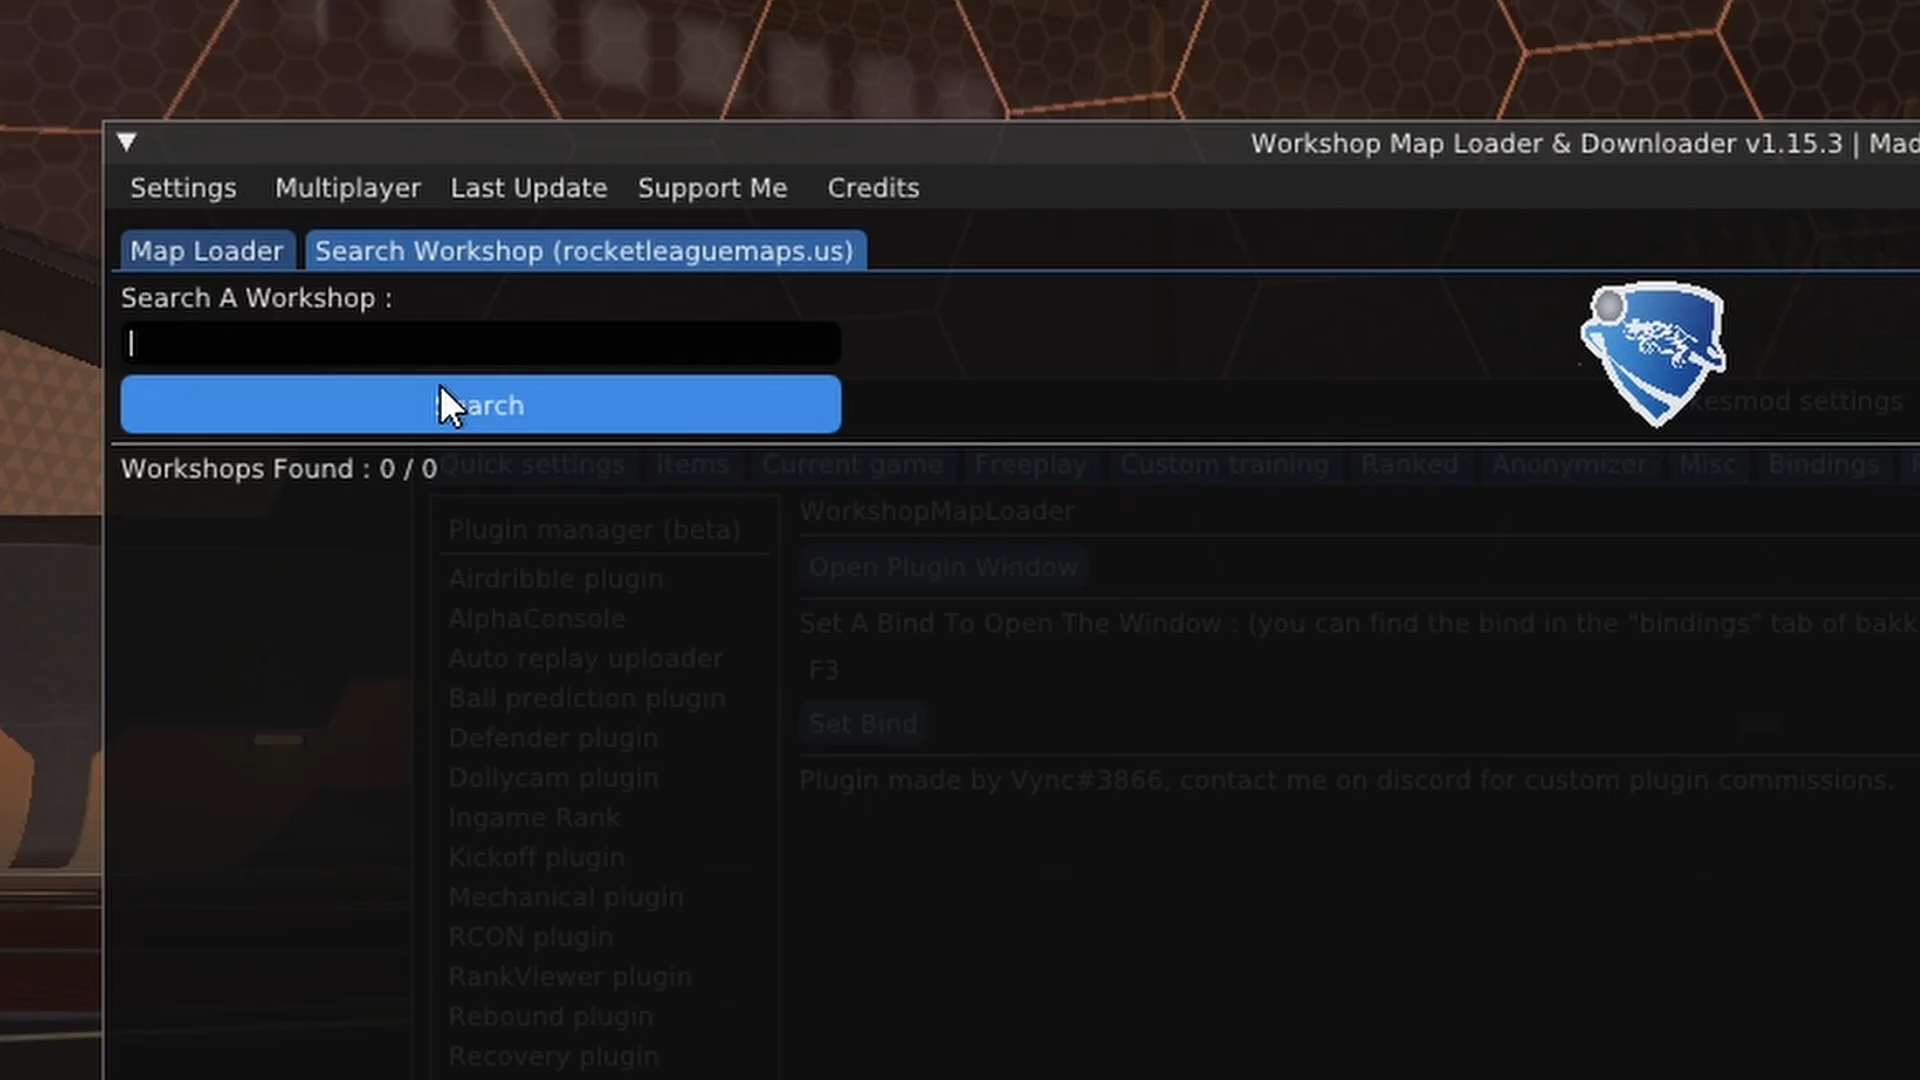 Workshop Map Loader & Downloader v1.15.3 | Mad
Settings Multiplayer Last Update Support Me Credits
Map Loader Search Workshop (rocketleaguemaps.us)
Search A Workshop :
arch
kesmod settings
Workshops Found : 0 / 0
Quick settings Items Current game Freeplay Custom training Ranked Anonymizer Misc Bindings
Plugin manager (beta)
Airdribble plugin
AlphaConsole
Auto replay uploader
Ball prediction plugin
Defender plugin
Dollycam plugin
Ingame Rank
Kickoff plugin
Mechanical plugin
RCON plugin
RankViewer plugin
Rebound plugin
Recovery plugin
WorkshopMapLoader
Open Plugin Window
Set A Bind To Open The Window : (you can find the bind in the "bindings" tab of bakk
F3
Set Bind
Plugin made by Vync#3866, contact me on discord for custom plugin commissions.